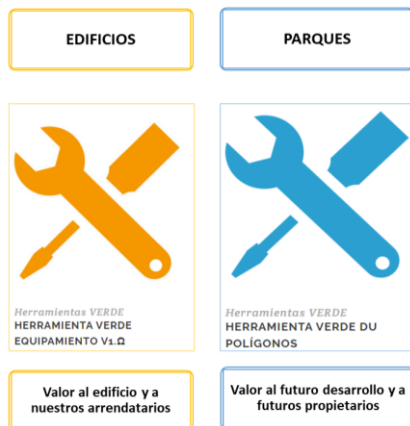 EDIFICIOS
PARQUES
Herramientas VERDE
HERRAMIENTA VERDE
EQUIPAMIENTO V1.Ω
Herramientas VERDE
HERRAMIENTA VERDE DU
POLÍGONOS
Valor al edificio y a
nuestros arrendatarios
Valor al futuro desarrollo y a
futuros propietarios